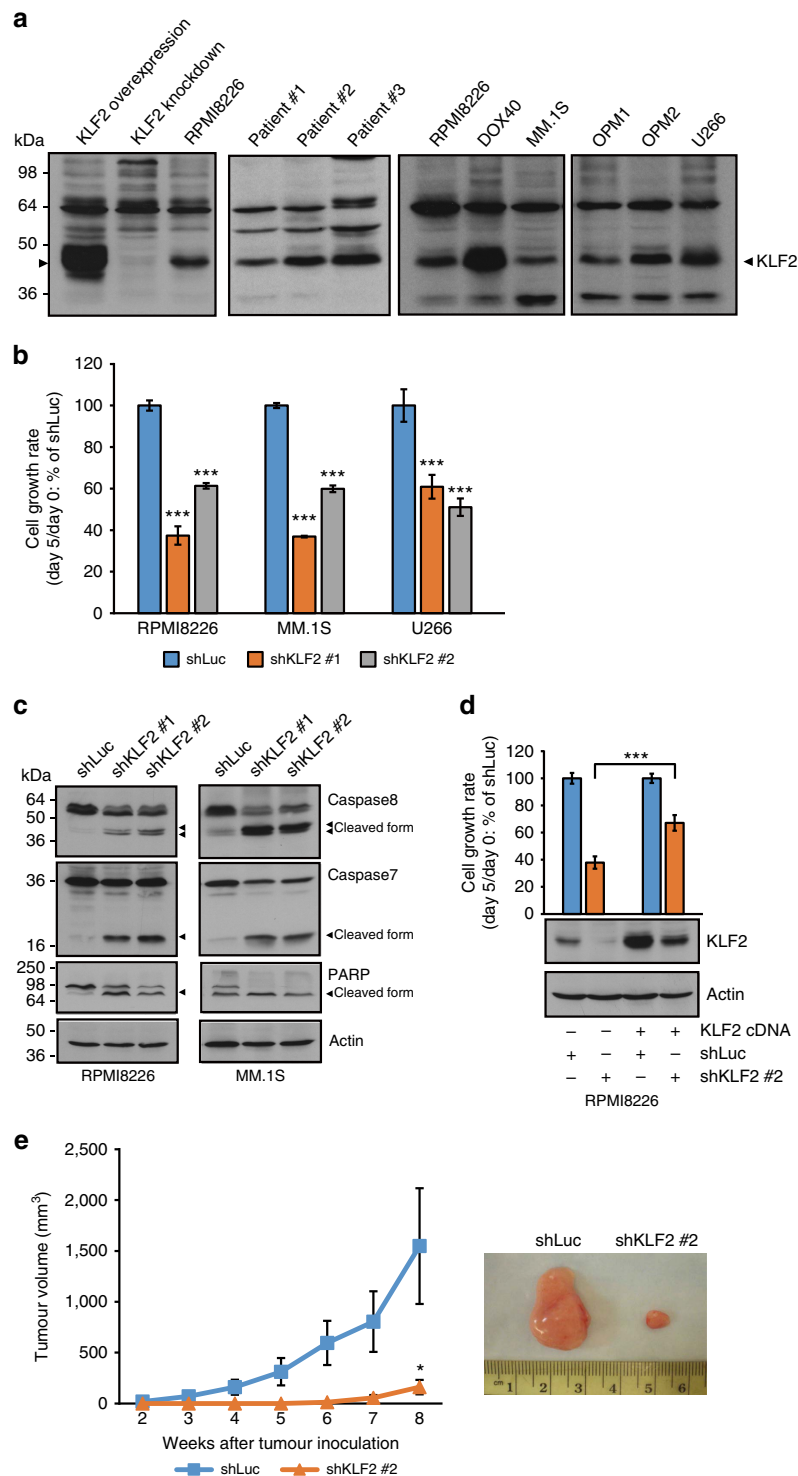 a
KLF2 overexpression
KLF2 knockdown
RPMI8226
Patient #1
Patient #2
Patient #3
RPMI8226
DOX40
MM.1S
OPM1
OPM2
U266
kDa
98
64
50
36
KLF2
b
Cell growth rate
(day 5/day 0: % of shLuc)
120
100
80
60
40
20
0
***
***
***
***
***
***
RPMI8226
MM.1S
U266
shLuc
shKLF2 #1
shKLF2 #2
c
shLuc
shKLF2 #1
shKLF2 #2
shLuc
shKLF2 #1
shKLF2 #2
kDa
64
50
36
Caspase8
Cleaved form
36
16
Caspase7
Cleaved form
250
98
64
PARP
Cleaved form
50
36
Actin
RPMI8226
MM.1S
d
Cell growth rate
(day 5/day 0: % of shLuc)
120
100
80
60
40
20
0
***
KLF2
Actin
– – + + KLF2 cDNA
+ – + – shLuc
– + – + shKLF2 #2
RPMI8226
e
Tumour volume (mm³)
2,500
2,000
1,500
1,000
500
0
*
2 3 4 5 6 7 8
Weeks after tumour inoculation
shLuc
shKLF2 #2
shLuc
shKLF2 #2
cm 1 2 3 4 5 6